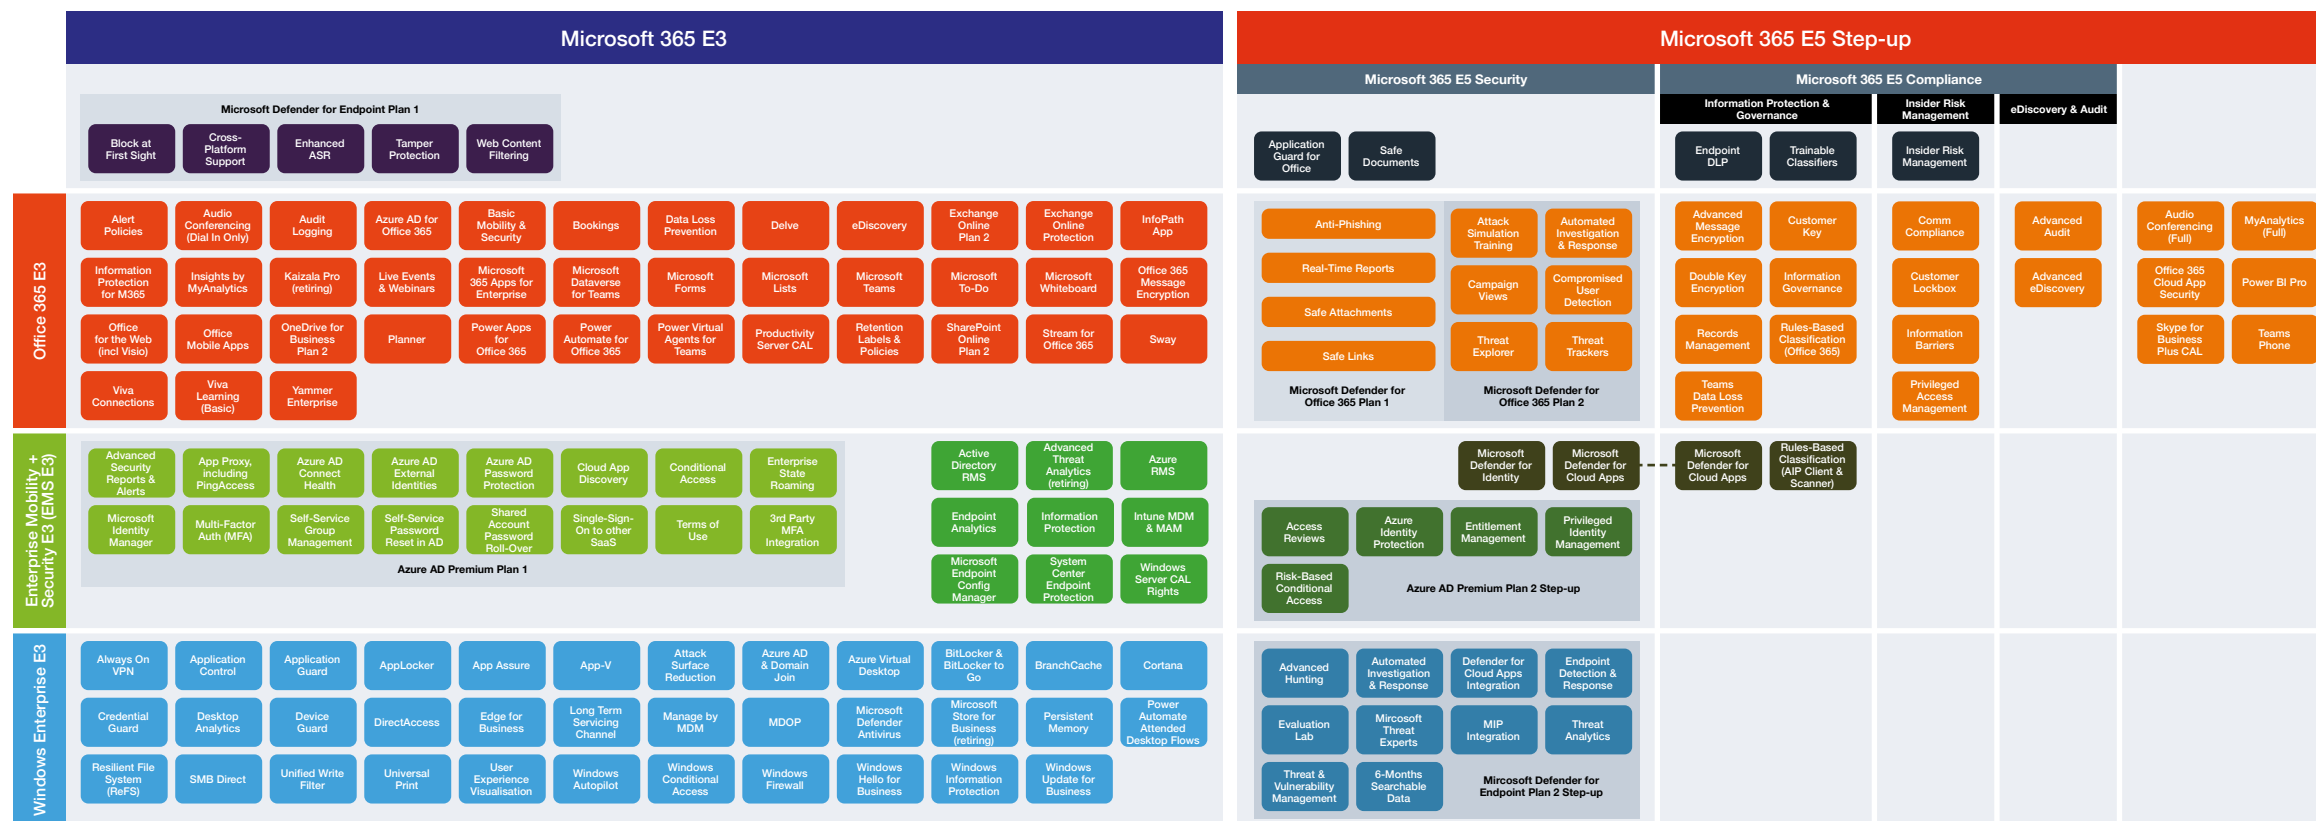 Microsoft 365 E3
Microsoft 365 E5 Step-up
Microsoft 365 E5 Security
Microsoft 365 E5 Compliance
Information Protection &
Governance
Insider Risk
Management
eDiscovery & Audit
Microsoft Defender for Endpoint Plan 1
Block at
First Sight
Cross-
Platform
Support
Enhanced
ASR
Tamper
Protection
Web Content
Filtering
Application
Guard for
Office
Safe
Documents
Endpoint
DLP
Trainable
Classifiers
Insider Risk
Management
Office 365 E3
Alert
Policies
Audio
Conferencing
(Dial In Only)
Audit
Logging
Azure AD for
Office 365
Basic
Mobility &
Security
Bookings
Data Loss
Prevention
Delve
eDiscovery
Exchange
Online
Plan 2
Exchange
Online
Protection
InfoPath
App
Information
Protection
for M365
Insights by
MyAnalytics
Kaizala Pro
(retiring)
Live Events
& Webinars
Microsoft
365 Apps for
Enterprise
Microsoft
Dataverse
for Teams
Microsoft
Forms
Microsoft
Lists
Microsoft
Teams
Microsoft
To-Do
Microsoft
Whiteboard
Office 365
Message
Encryption
Office
for the Web
(incl Visio)
Office
Mobile Apps
OneDrive for
Business
Plan 2
Planner
Power Apps
for
Office 365
Power
Automate for
Office 365
Power Virtual
Agents for
Teams
Productivity
Server CAL
Retention
Labels &
Policies
SharePoint
Online
Plan 2
Stream for
Office 365
Sway
Viva
Connections
Viva
Learning
(Basic)
Yammer
Enterprise
Anti-Phishing
Real-Time Reports
Safe Attachments
Safe Links
Microsoft Defender for
Office 365 Plan 1
Attack
Simulation
Training
Automated
Investigation
& Response
Campaign
Views
Compromised
User
Detection
Threat
Explorer
Threat
Trackers
Microsoft Defender for
Office 365 Plan 2
Advanced
Message
Encryption
Customer
Key
Double Key
Encryption
Information
Governance
Records
Management
Rules-Based
Classification
(Office 365)
Teams
Data Loss
Prevention
Comm
Compliance
Customer
Lockbox
Information
Barriers
Privileged
Access
Management
Advanced
Audit
Advanced
eDiscovery
Audio
Conferencing
(Full)
MyAnalytics
(Full)
Office 365
Cloud App
Security
Power BI Pro
Skype for
Business
Plus CAL
Teams
Phone
Enterprise Mobility +
Security E3 (EMS E3)
Advanced
Security
Reports &
Alerts
App Proxy,
including
PingAccess
Azure AD
Connect
Health
Azure AD
External
Identities
Azure AD
Password
Protection
Cloud App
Discovery
Conditional
Access
Enterprise
State
Roaming
Microsoft
Identity
Manager
Multi-Factor
Auth (MFA)
Self-Service
Group
Management
Self-Service
Password
Reset in AD
Shared
Account
Password
Roll-Over
Single-Sign-
On to other
SaaS
Terms of
Use
3rd Party
MFA
Integration
Azure AD Premium Plan 1
Active
Directory
RMS
Advanced
Threat
Analytics
(retiring)
Azure
RMS
Endpoint
Analytics
Information
Protection
Intune MDM
& MAM
Microsoft
Endpoint
Config
Manager
System
Center
Endpoint
Protection
Windows
Server CAL
Rights
Microsoft
Defender for
Identity
Microsoft
Defender for
Cloud Apps
Microsoft
Defender for
Cloud Apps
Rules-Based
Classification
(AIP Client &
Scanner)
Access
Reviews
Azure
Identity
Protection
Entitlement
Management
Privileged
Identity
Management
Risk-Based
Conditional
Access
Azure AD Premium Plan 2 Step-up
Windows Enterprise E3
Always On
VPN
Application
Control
Application
Guard
AppLocker
App Assure
App-V
Attack
Surface
Reduction
Azure AD
& Domain
Join
Azure Virtual
Desktop
BitLocker &
BitLocker to
Go
BranchCache
Cortana
Credential
Guard
Desktop
Analytics
Device
Guard
DirectAccess
Edge for
Business
Long Term
Servicing
Channel
Manage by
MDM
MDOP
Microsoft
Defender
Antivirus
Mircosoft
Store for
Business
(retiring)
Persistent
Memory
Power
Automate
Attended
Desktop Flows
Resilient File
System
(ReFS)
SMB Direct
Unified Write
Filter
Universal
Print
User
Experience
Visualisation
Windows
Autopilot
Windows
Conditional
Access
Windows
Firewall
Windows
Hello for
Business
Windows
Information
Protection
Windows
Update for
Business
Advanced
Hunting
Automated
Investigation
& Response
Defender for
Cloud Apps
Integration
Endpoint
Detection &
Response
Evaluation
Lab
Mircosoft
Threat
Experts
MIP
Integration
Threat
Analytics
Threat &
Vulnerability
Management
6-Months
Searchable
Data
Mircosoft Defender for
Endpoint Plan 2 Step-up